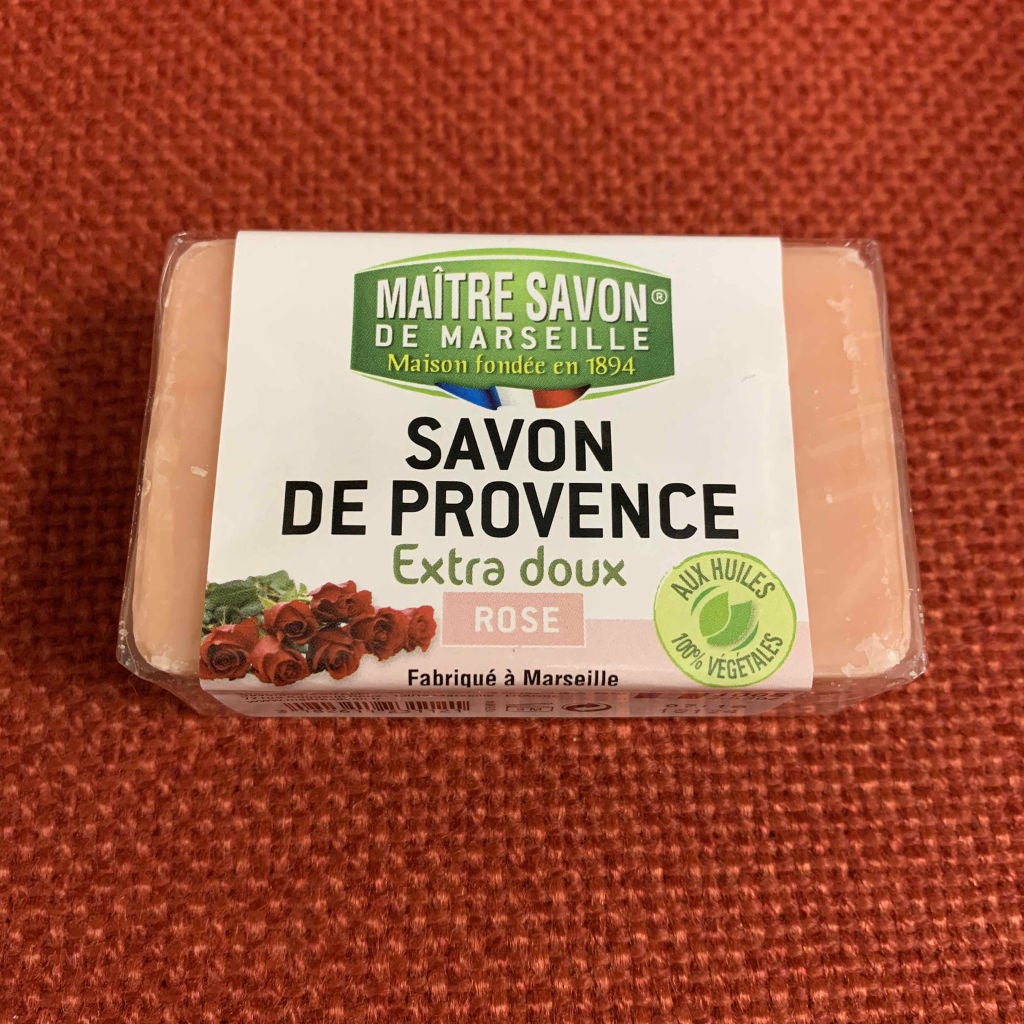 MAÎTRE SAVON®
DE MARSEILLE
Maison fondée en 1894
SAVON
DE PROVENCE
Extra doux
ROSE
AUX HUILES
100% VÉGÉTALES
Fabriqué à Marseille